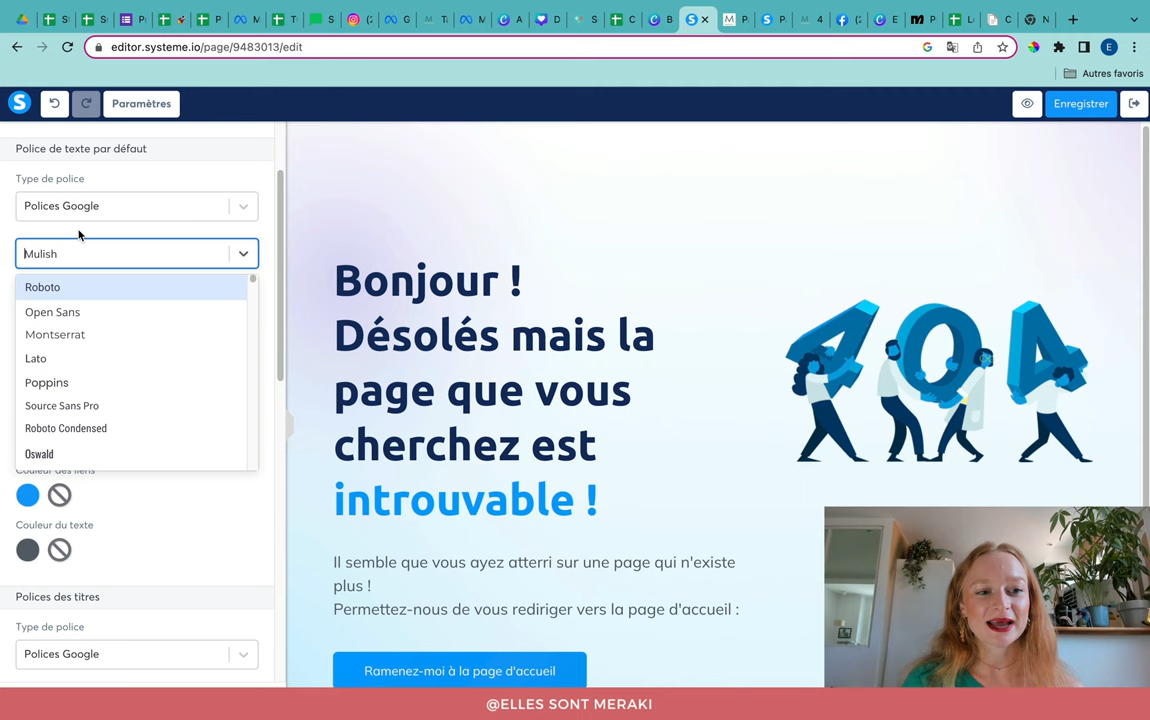 S
S
P
P
M
T
S
(
G
T
M
A
D
S
C
B
S
P
P
4
(
E
P
L
C
N
editor.systeme.io/page/9483013/edit
E
Autres favoris
S
Paramètres
Enregistrer
Police de texte par défaut
Type de police
Polices Google
Mulish
Roboto
Open Sans
Montserrat
Lato
Poppins
Source Sans Pro
Roboto Condensed
Oswald
Couleur des liens
Couleur du texte
Polices des titres
Type de police
Polices Google
Bonjour !
Désolés mais la
page que vous
cherchez est
introuvable !
404
Il semble que vous ayez atterri sur une page qui n'existe
plus !
Permettez-nous de vous rediriger vers la page d'accueil :
Ramenez-moi à la page d'accueil
@ELLES SONT MERAKI